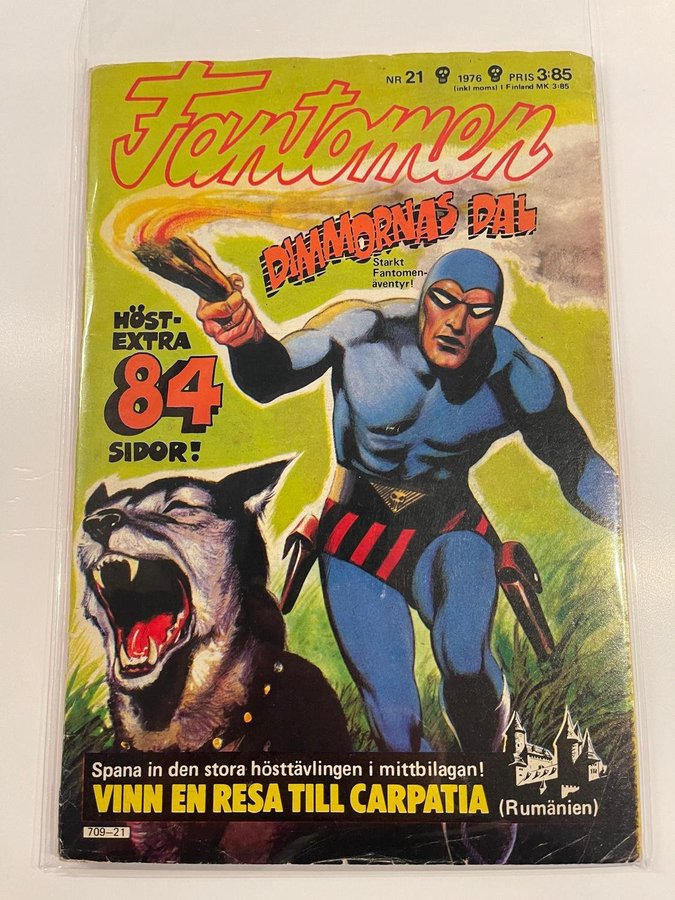 NR 21 1976 PRIS 3:85
(inkl moms) I Finland MK 3:85
Fantomen
DIMMORNAS DAL
Starkt
Fantomen-
äventyr!
HÖST-
EXTRA
84
SIDOR!
Spana in den stora hösttävlingen i mittbilagan!
VINN EN RESA TILL CARPATIA (Rumänien)
709-21